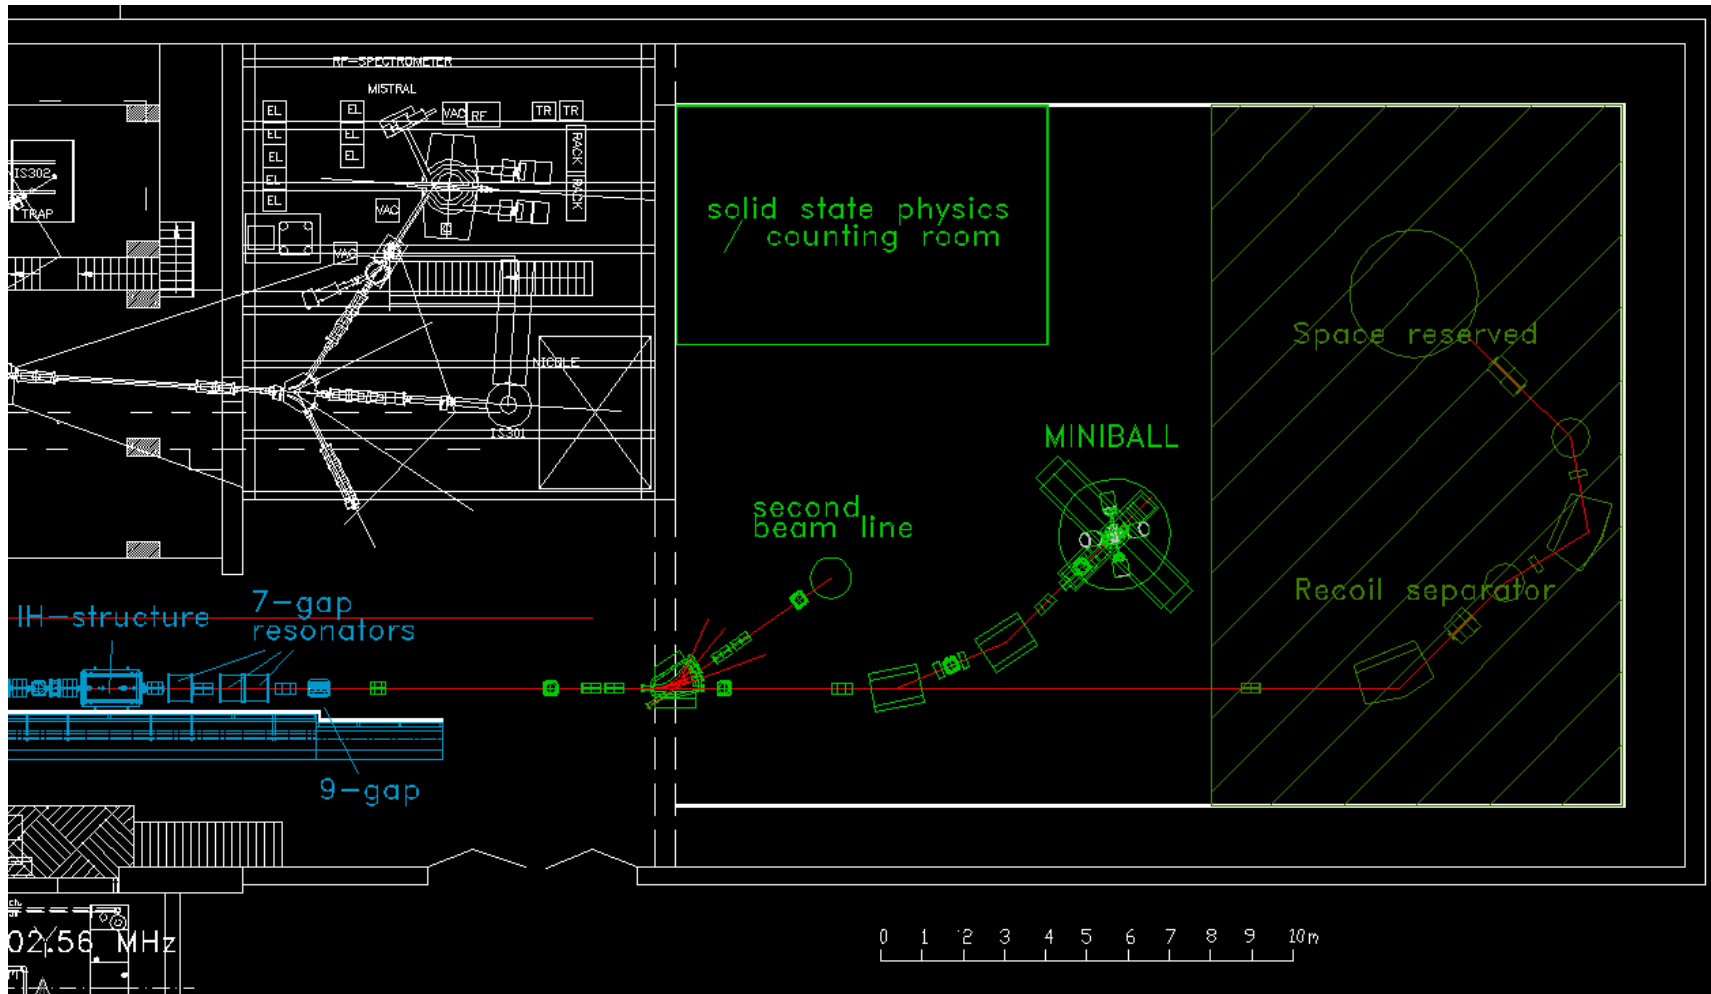 RF-SPECTROMETER
MISTRAL
EL
EL
VAC
RF
TR
TR
EL
EL
EL
EL
EL
EL
RACK
RACK
VAC
VAC
IS302
TRAP
NICOLE
IS301
solid state physics
/ counting room
Space reserved
MINIBALL
second
beam line
Recoil separator
IH-structure
7-gap
resonators
9-gap
02.56 MHz
0 1 2 3 4 5 6 7 8 9 10m